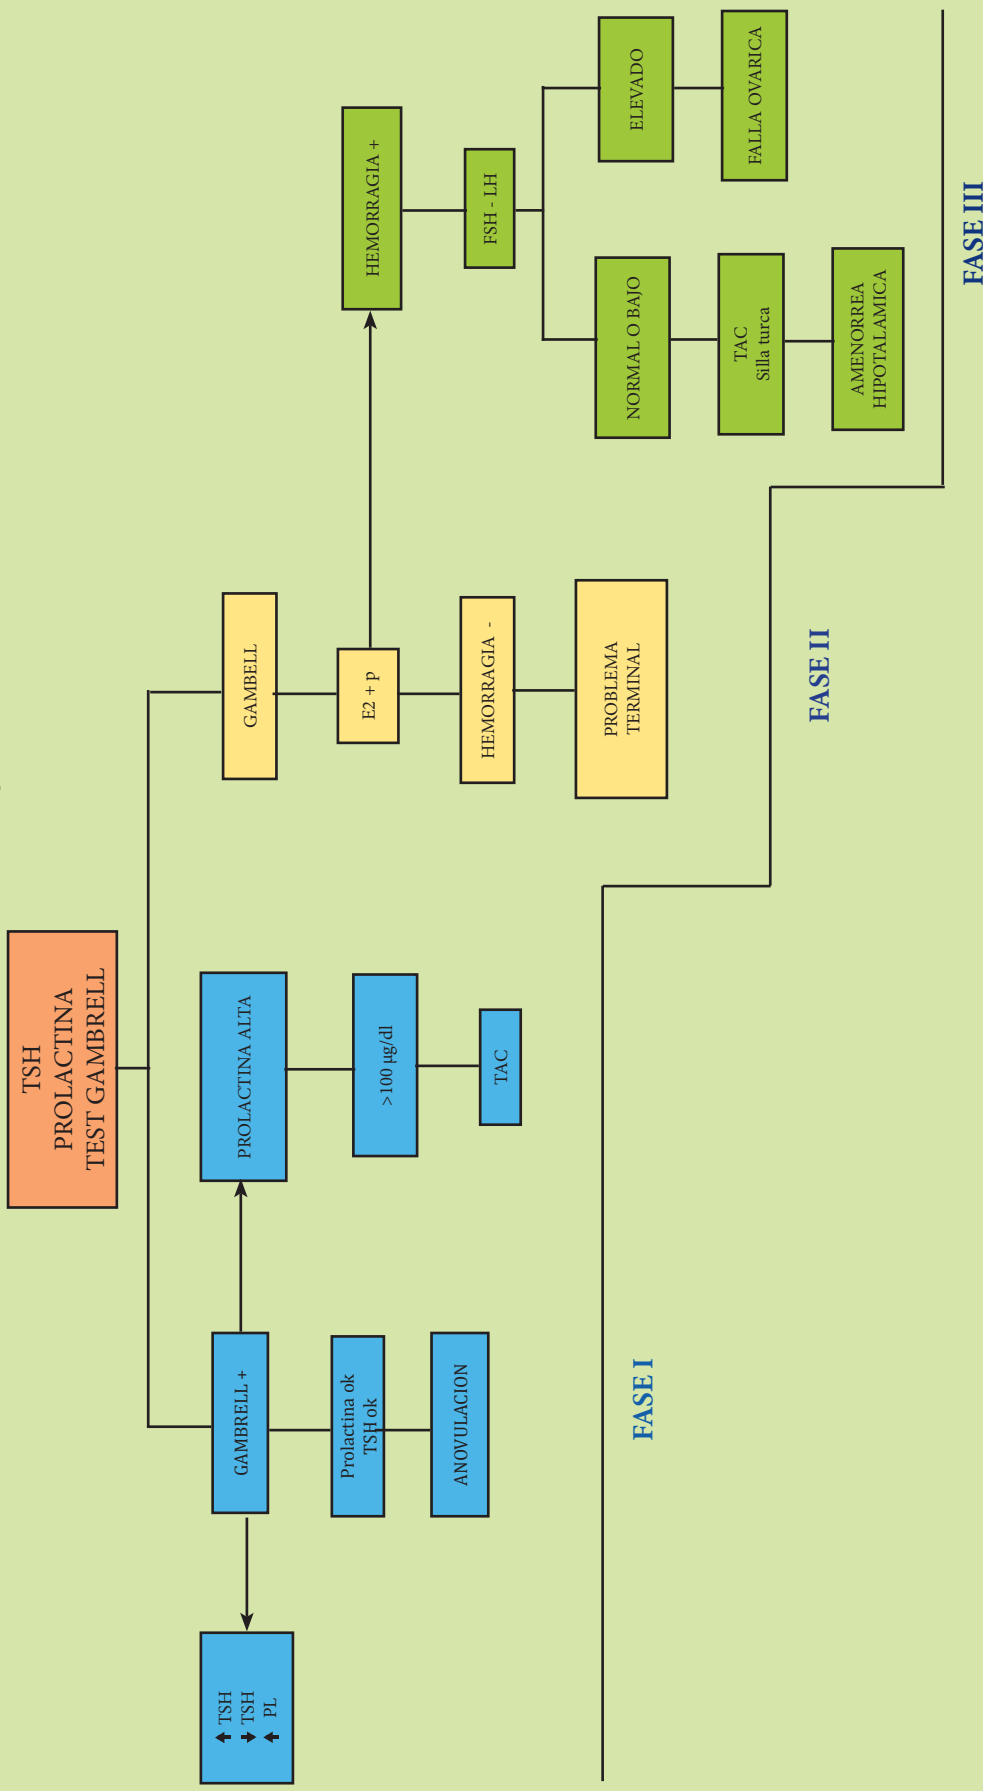 TSH
PROLACTINA
TEST GAMBRELL
↑ TSH
↓ TSH
↑ PL
GAMBRELL +
Prolactina ok
TSH ok
ANOVULACION
PROLACTINA ALTA
>100 µg/dl
TAC
FASE I
GAMBELL
E2 + p
HEMORRAGIA -
PROBLEMA
TERMINAL
FASE II
HEMORRAGIA +
FSH - LH
NORMAL O BAJO
TAC
Silla turca
AMENORREA
HIPOTALAMICA
ELEVADO
FALLA OVARICA
FASE III